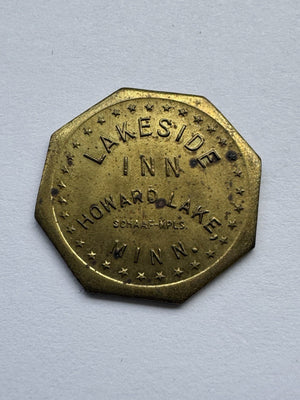 LAKESIDE
INN
HOWARD LAKE,
SCHAAF-MPLS.
MINN.